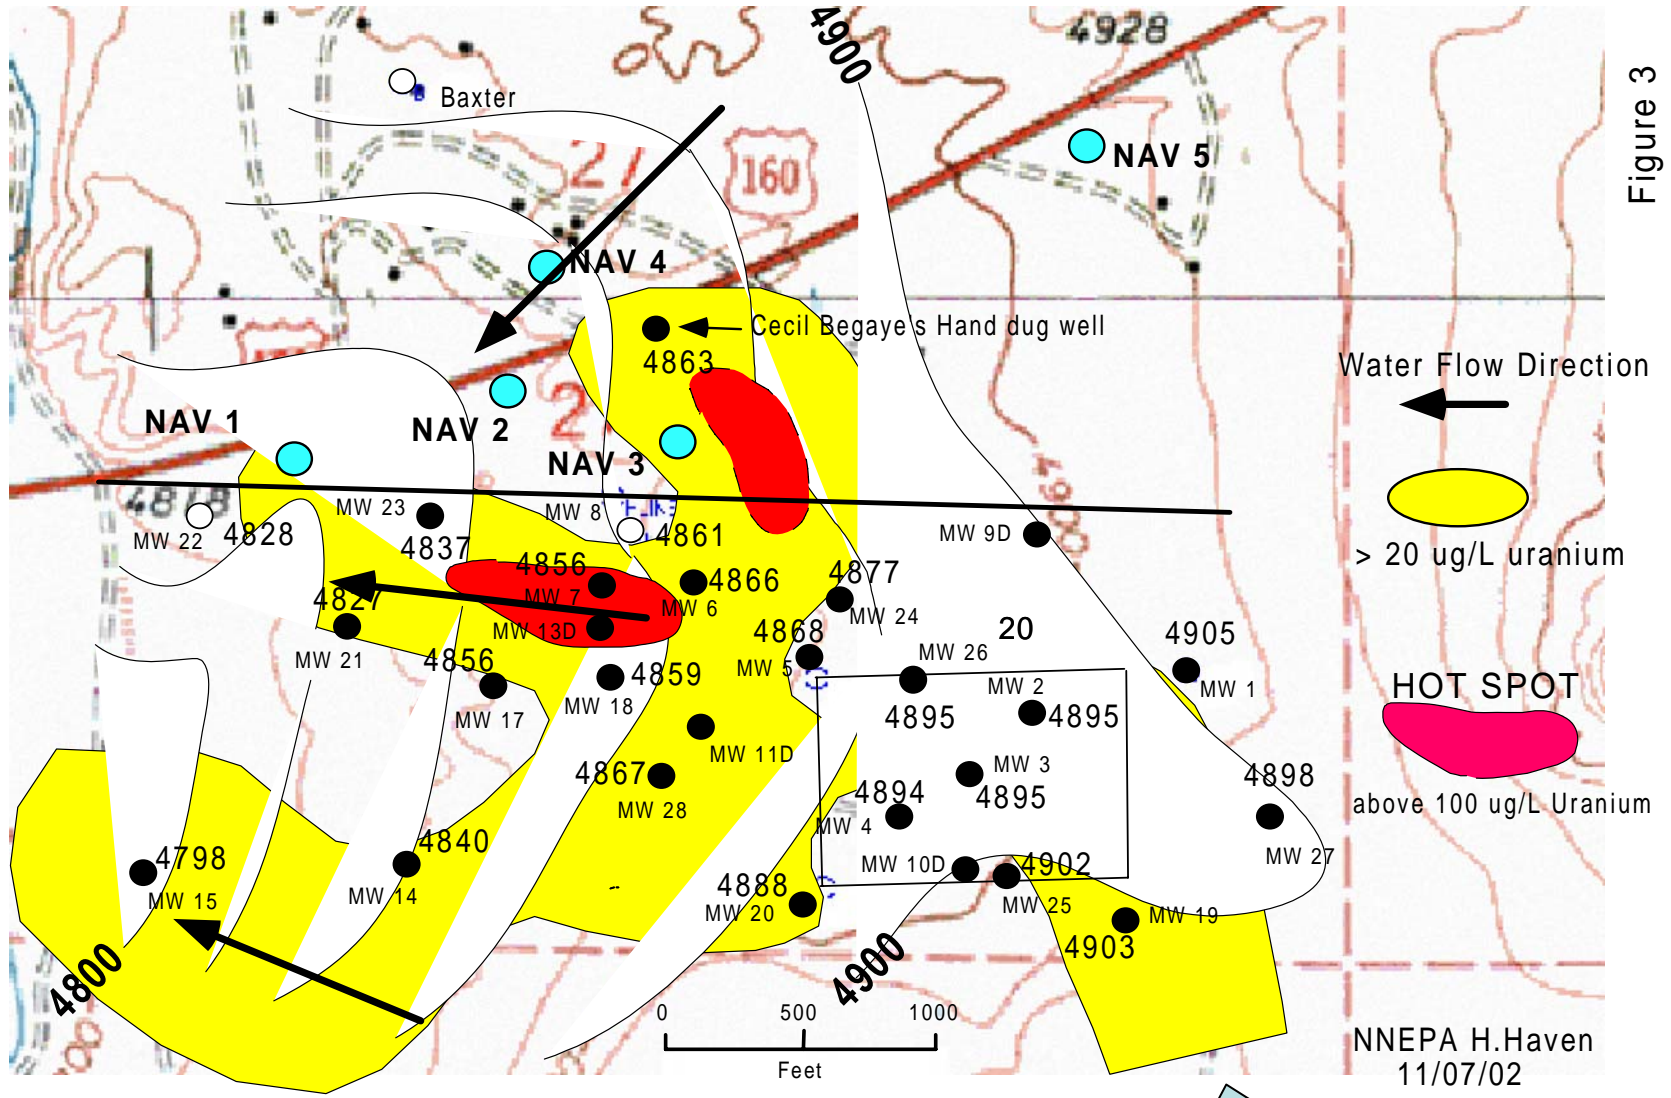 4900
4928
Figure 3
Baxter
27
160
NAV 5
NAV 4
Cecil Begaye's Hand dug well
4863
Water Flow Direction
NAV 1
NAV 2
2
NAV 3
4818
MW 23
MW 8
MW 22
4828
4837
4861
MW 9D
> 20 ug/L uranium
4856
4866
4877
MW 7
MW 6
4827
MW 24
MW 13D
4868
20
4905
MW 21
4856
4859
MW 5
MW 26
MW 2
MW 1
HOT SPOT
MW 17
MW 18
4895
4895
MW 11D
4867
MW 3
4898
MW 28
4894
4895
above 100 ug/L Uranium
MW 4
4840
MW 10D
4902
MW 27
4798
MW 15
MW 14
4888
MW 20
MW 25
MW 19
4903
4800
4900
0 500 1000
Feet
NNEPA H.Haven
11/07/02